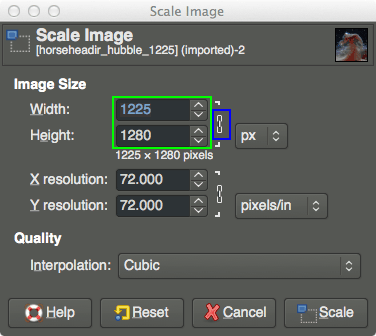 Scale Image
Scale Image
[horseheadir_hubble_1225] (imported)-2
Image Size
Width: 1225
Height: 1280 px
1225 × 1280 pixels
X resolution: 72.000
Y resolution: 72.000 pixels/in
Quality
Interpolation: Cubic
Help Reset Cancel Scale